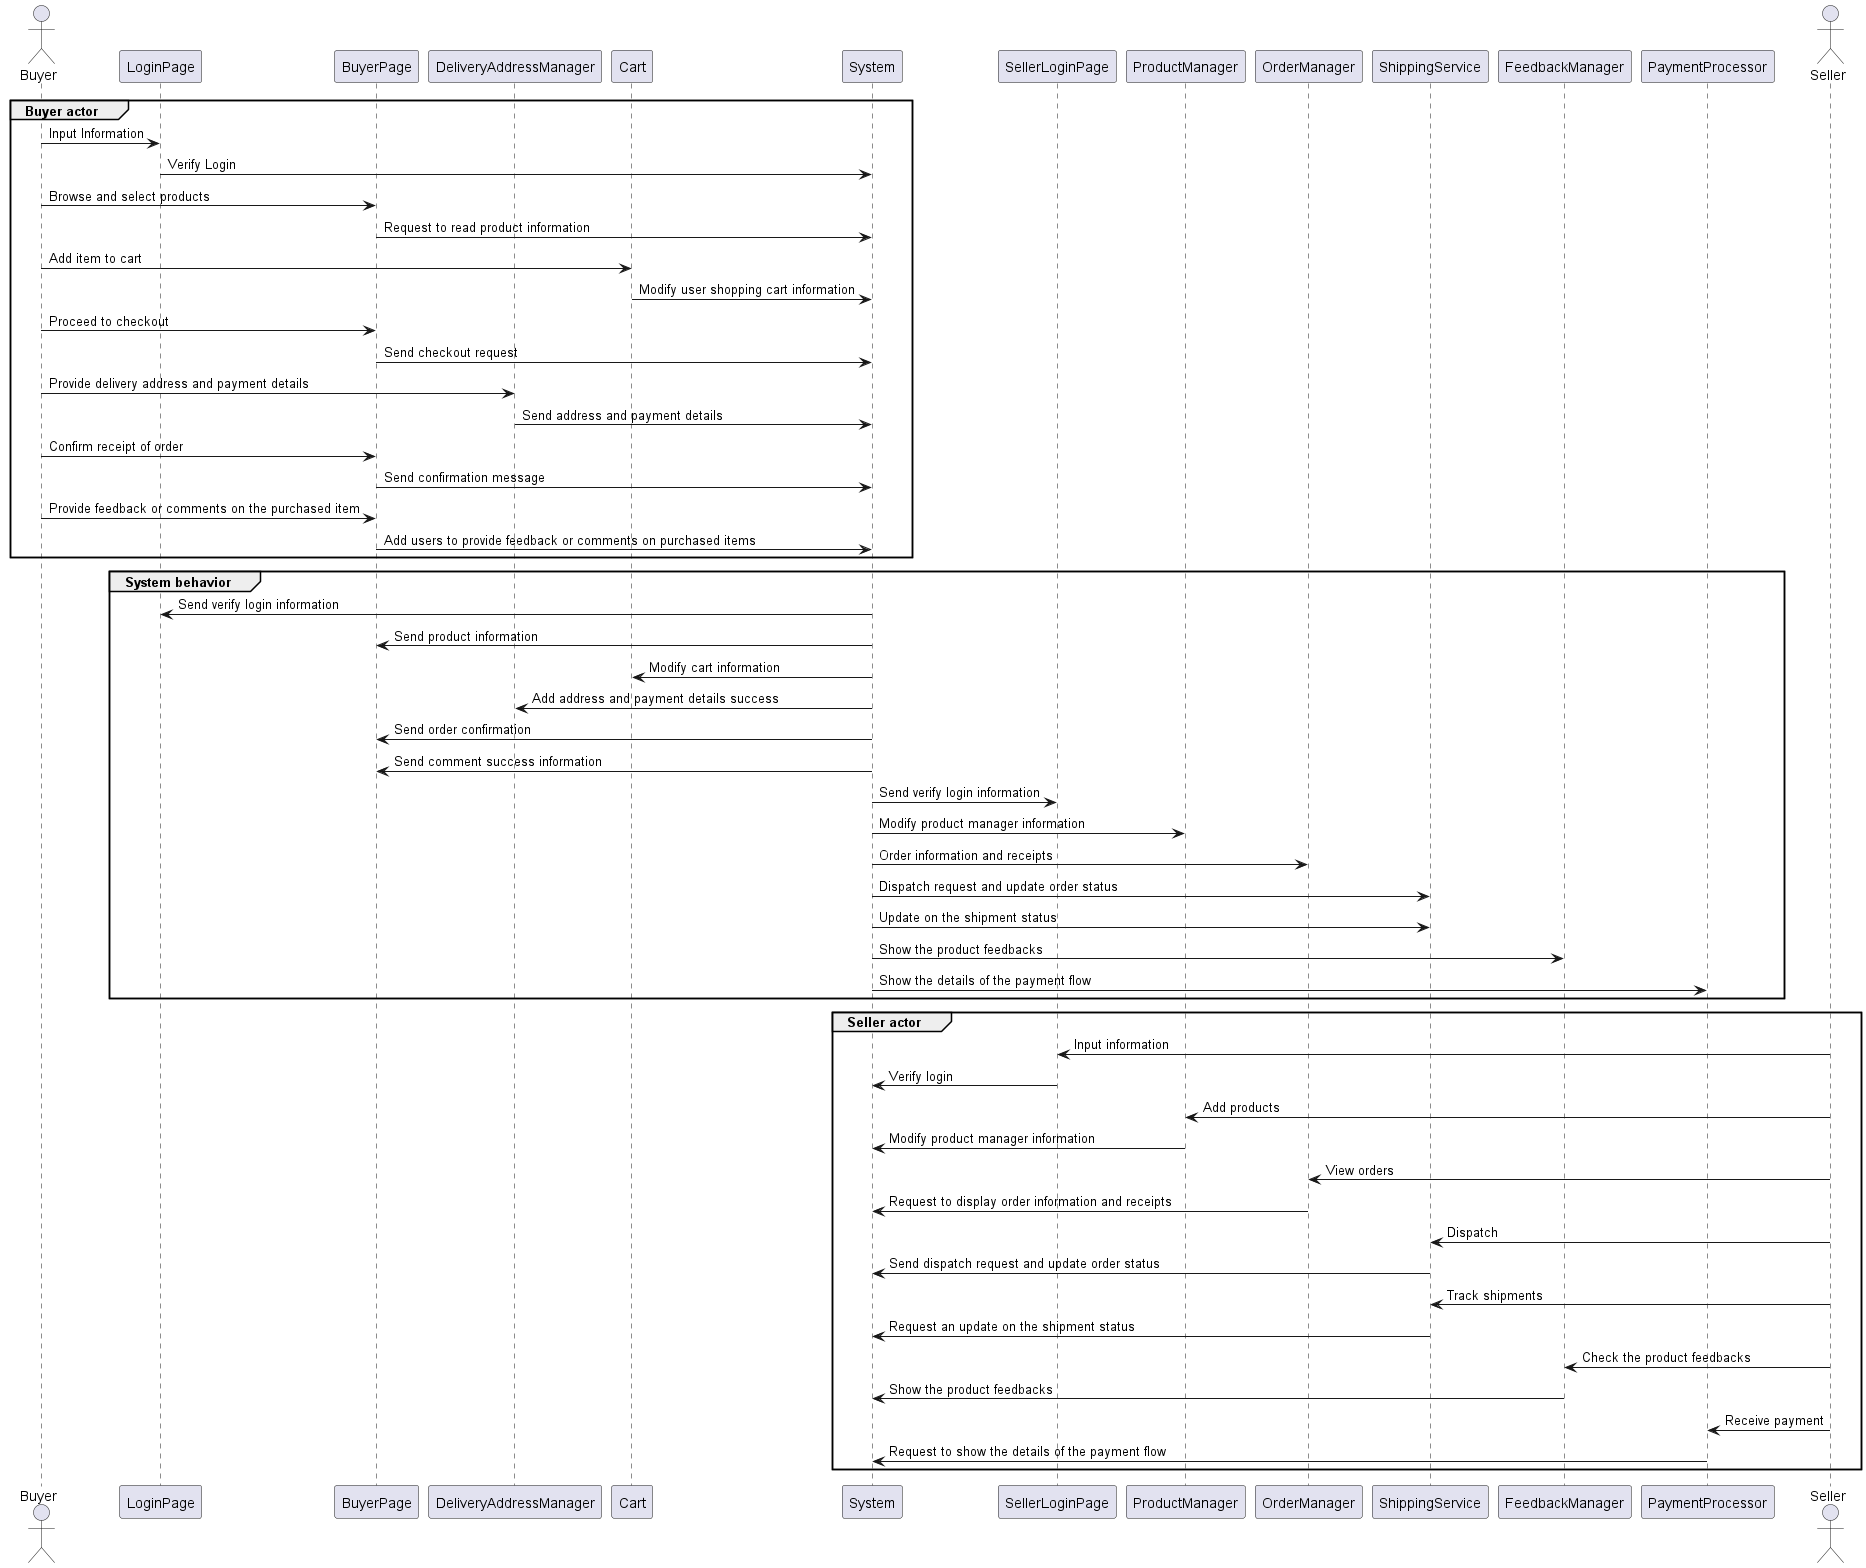 Buyer
LoginPage
BuyerPage
DeliveryAddressManager
Cart
System
SellerLoginPage
ProductManager
OrderManager
ShippingService
FeedbackManager
PaymentProcessor
Seller
Buyer actor
Input Information
Verify Login
Browse and select products
Request to read product information
Add item to cart
Modify user shopping cart information
Proceed to checkout
Send checkout request
Provide delivery address and payment details
Send address and payment details
Confirm receipt of order
Send confirmation message
Provide feedback or comments on the purchased item
Add users to provide feedback or comments on purchased items
System behavior
Send verify login information
Send product information
Modify cart information
Add address and payment details success
Send order confirmation
Send comment success information
Send verify login information
Modify product manager information
Order information and receipts
Dispatch request and update order status
Update on the shipment status
Show the product feedbacks
Show the details of the payment flow
Seller actor
Input information
Verify login
Add products
Modify product manager information
View orders
Request to display order information and receipts
Dispatch
Send dispatch request and update order status
Track shipments
Request an update on the shipment status
Check the product feedbacks
Show the product feedbacks
Receive payment
Request to show the details of the payment flow
Buyer
LoginPage
BuyerPage
DeliveryAddressManager
Cart
System
SellerLoginPage
ProductManager
OrderManager
ShippingService
FeedbackManager
PaymentProcessor
Seller